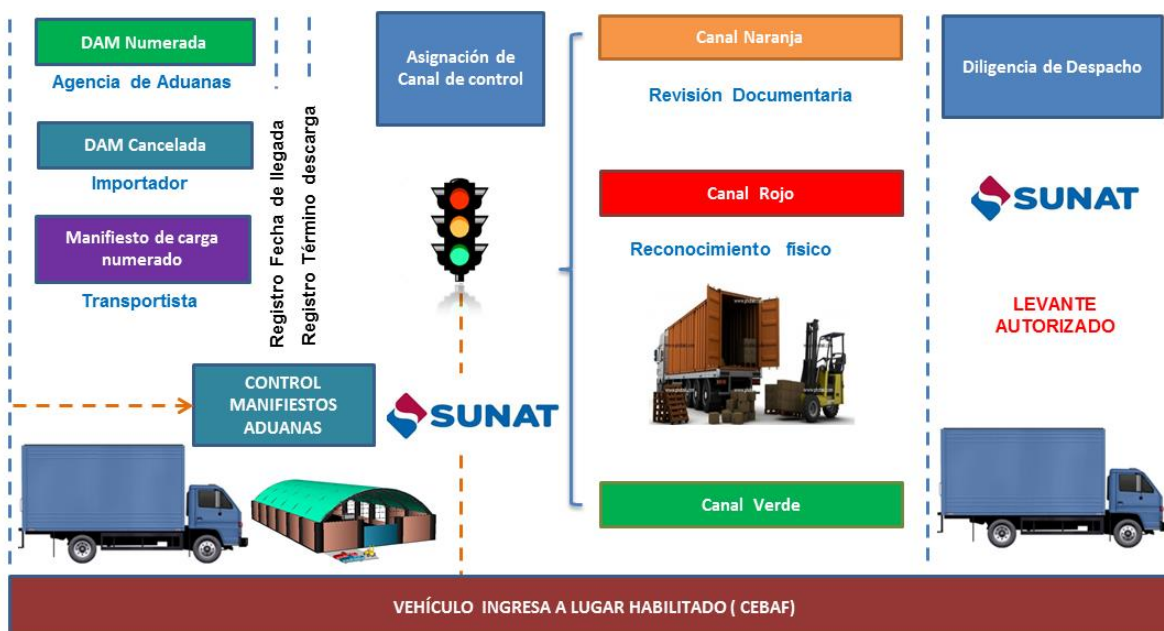 DAM Numerada
Agencia de Aduanas
DAM Cancelada
Importador
Manifiesto de carga
numerado
Transportista
Registro Fecha de llegada
Registro Término descarga
CONTROL
MANIFIESTOS
ADUANAS
Asignación de
Canal de control
SUNAT
Canal Naranja
Revisión Documentaria
Canal Rojo
Reconocimiento físico
Canal Verde
Diligencia de Despacho
SUNAT
LEVANTE
AUTORIZADO
VEHÍCULO INGRESA A LUGAR HABILITADO ( CEBAF)